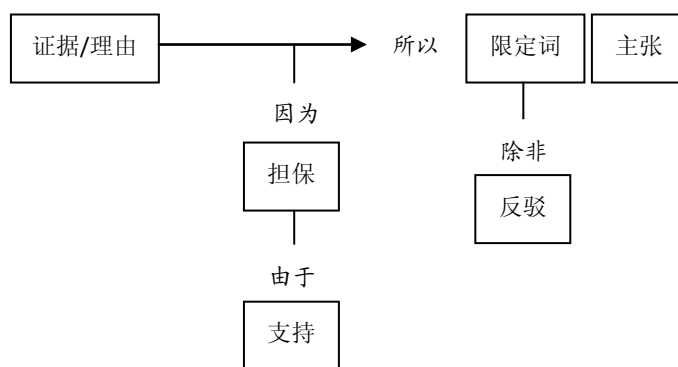 证据/理由
所以
限定词
主张
因为
除非
担保
反驳
由于
支持